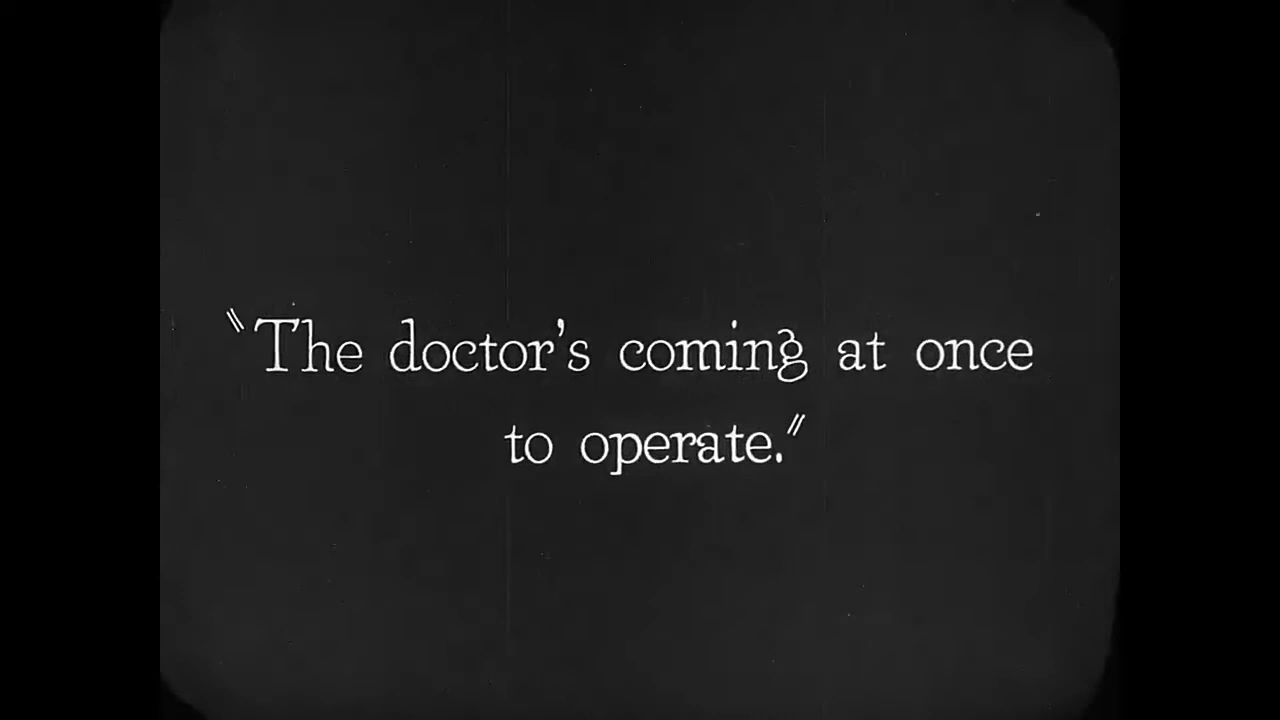 "The doctor's coming at once
to operate."